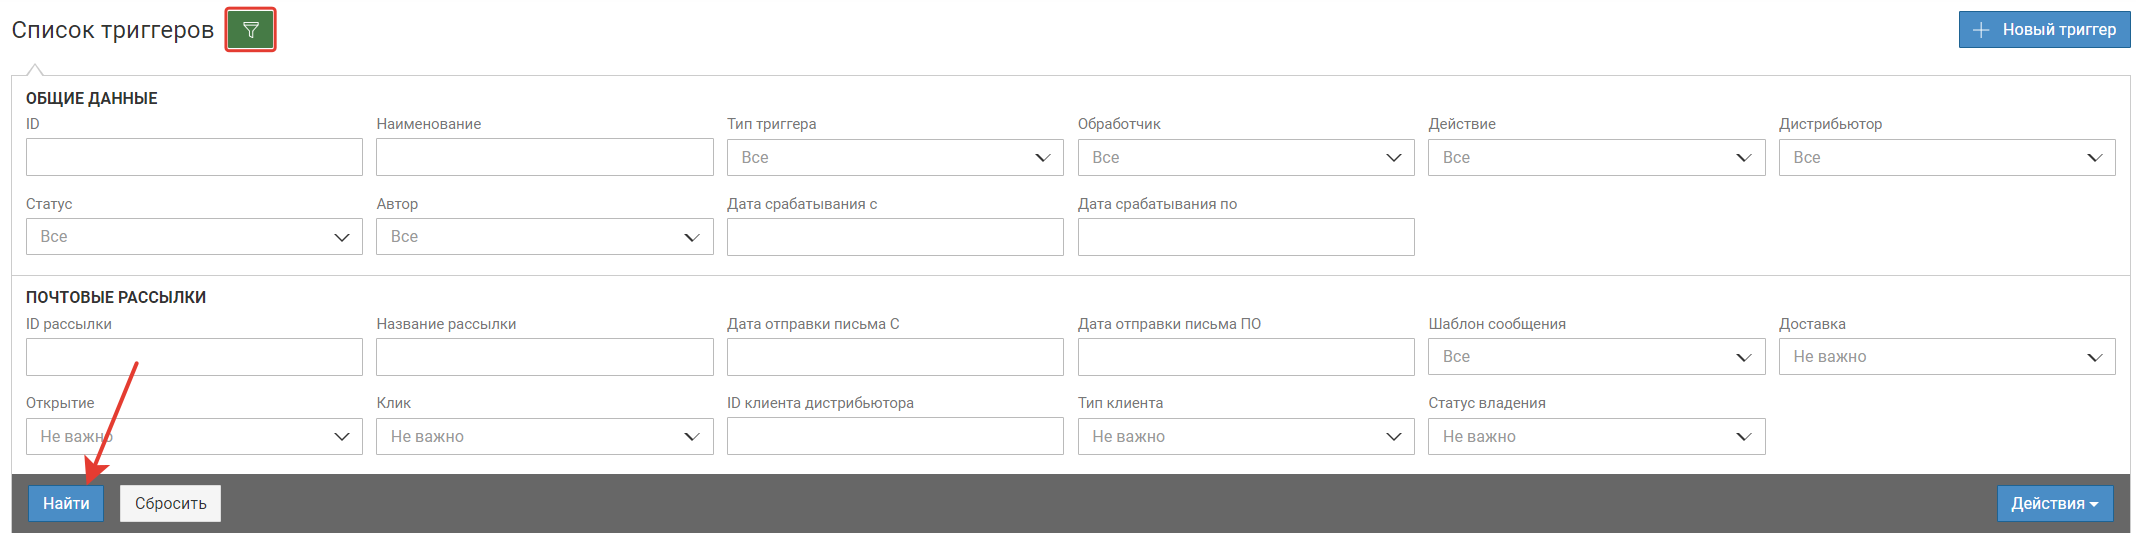 Список триггеров
Новый триггер
ОБЩИЕ ДАННЫЕ
ID Наименование Тип триггера Обработчик Действие Дистрибьютор
Все Все Все Все
Статус Автор Дата срабатывания с Дата срабатывания по
Все Все
ПОЧТОВЫЕ РАССЫЛКИ
ID рассылки Название рассылки Дата отправки письма С Дата отправки письма ПО Шаблон сообщения Доставка
Все Не важно
Открытие Клик ID клиента дистрибьютора Тип клиента Статус владения
Не важно Не важно Не важно Не важно
Найти Сбросить Действия